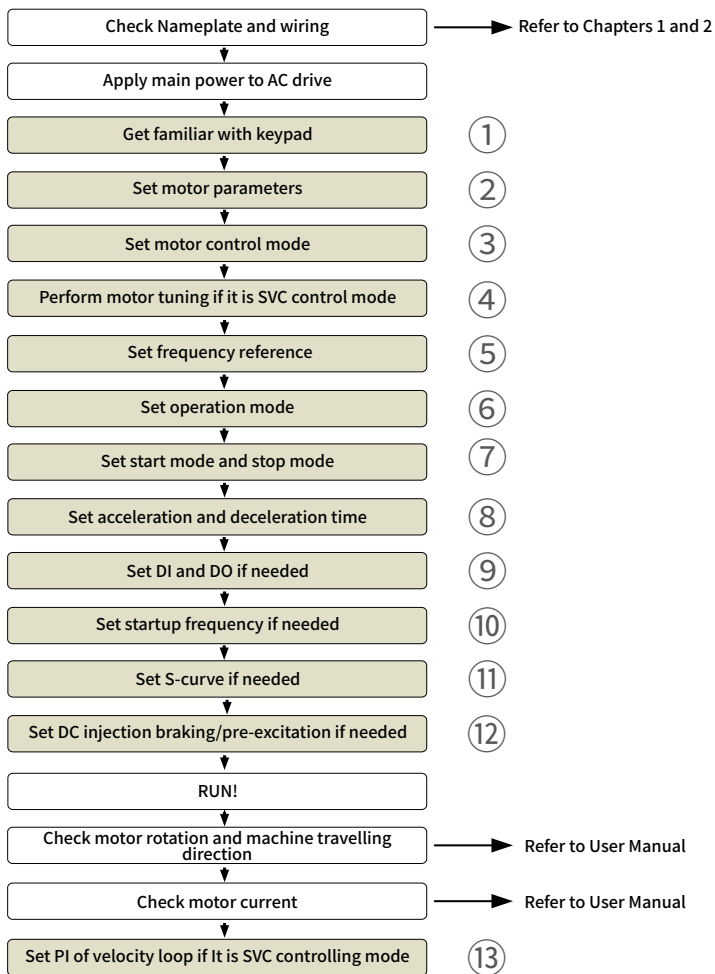 Check Nameplate and wiring
Refer to Chapters 1 and 2
Apply main power to AC drive
Get familiar with keypad
①
Set motor parameters
②
Set motor control mode
③
Perform motor tuning if it is SVC control mode
④
Set frequency reference
⑤
Set operation mode
⑥
Set start mode and stop mode
⑦
Set acceleration and deceleration time
⑧
Set DI and DO if needed
⑨
Set startup frequency if needed
⑩
Set S-curve if needed
⑪
Set DC injection braking/pre-excitation if needed
⑫
RUN!
Check motor rotation and machine travelling
direction
Refer to User Manual
Check motor current
Refer to User Manual
Set PI of velocity loop if It is SVC controlling mode
⑬